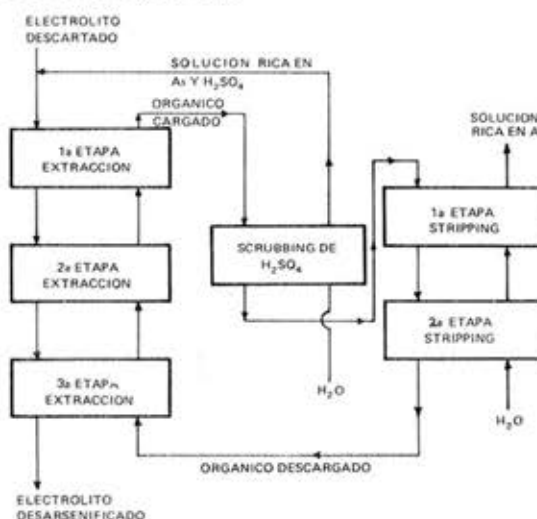 ELECTROLITO
DESCARTADO
SOLUCION RICA EN
As Y H₂SO₄
ORGANICO
CARGADO
SOLUCION
RICA EN A
1a ETAPA
EXTRACCION
1a ETAPA
STRIPPING
SCRUBBING DE
H₂SO₄
2a ETAPA
EXTRACCION
2a ETAPA
STRIPPING
3a ETAPA
EXTRACCION
H₂O
H₂O
ORGANICO DESCARGADO
ELECTROLITO
DESARSENIFICADO